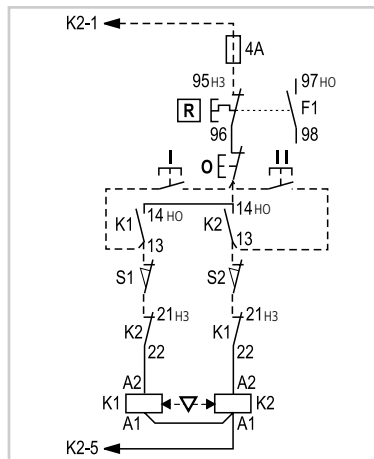 K2-1
4A
95НЗ 97НО
R F1
96 98
I O II
14НО 14НО
K1 K2
13 13
S1 S2
21НЗ 21НЗ
K2 K1
22 22
A2 A2
K1 K2
A1 A1
K2-5